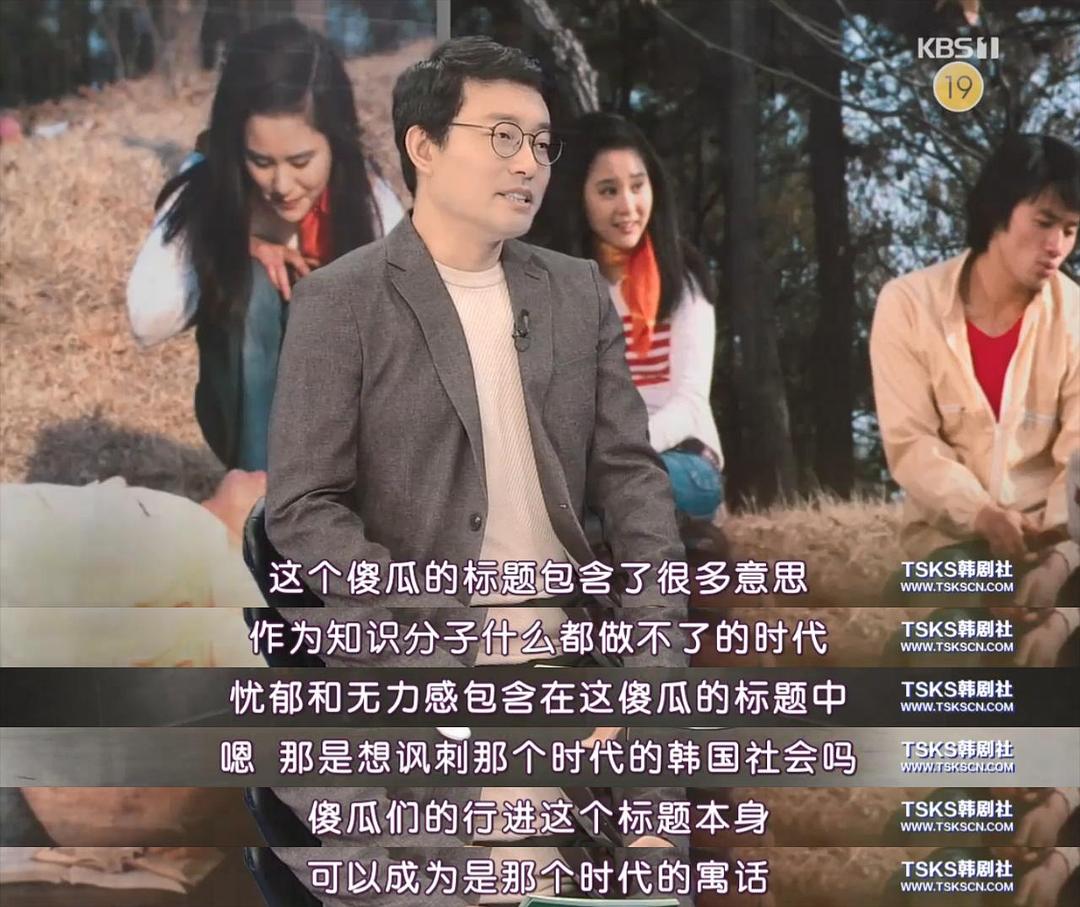 KBS 1
19
这个傻瓜的标题包含了很多意思
TSKS韩剧社
WWW.TSKSCN.COM
作为知识分子什么都做不了的时代
TSKS韩剧社
WWW.TSKSCN.COM
忧郁和无力感包含在这傻瓜的标题中
TSKS韩剧社
WWW.TSKSCN.COM
嗯 那是想讽刺那个时代的韩国社会吗
TSKS韩剧社
WWW.TSKSCN.COM
傻瓜们的行进这个标题本身
TSKS韩剧社
WWW.TSKSCN.COM
可以成为是那个时代的寓话
TSKS韩剧社
WWW.TSKSCN.COM